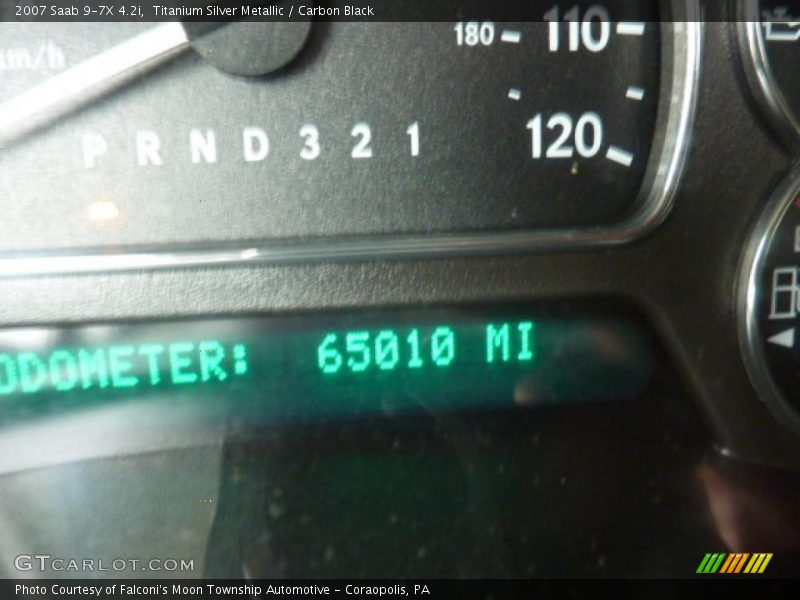 2007 Saab 9-7X 4.2i, Titanium Silver Metallic / Carbon Black
180 110
km/h
120
P R N D 3 2 1
ODOMETER: 65010 MI
GTCARLOT.COM
Photo Courtesy of Falconi's Moon Township Automotive - Coraopolis, PA